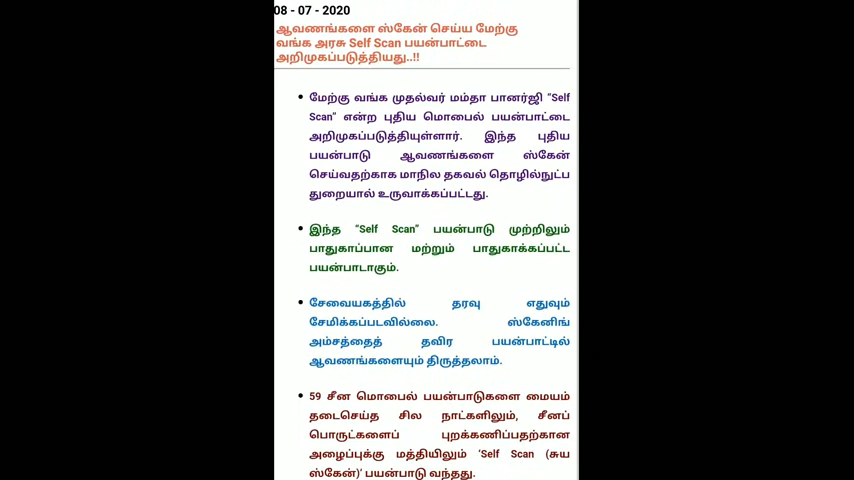 08 - 07 - 2020
ஆவணங்களை ஸ்கேன் செய்ய மேற்கு
வங்க அரசு Self Scan பயன்பாட்டை
அறிமுகப்படுத்தியது..!!
• மேற்கு வங்க முதல்வர் மம்தா பானர்ஜி “Self
Scan” என்ற புதிய மொபைல் பயன்பாட்டை
அறிமுகப்படுத்தியுள்ளார். இந்த புதிய
பயன்பாடு ஆவணங்களை ஸ்கேன்
செய்வதற்காக மாநில தகவல் தொழில்நுட்ப
துறையால் உருவாக்கப்பட்டது.
• இந்த “Self Scan” பயன்பாடு முற்றிலும்
பாதுகாப்பான மற்றும் பாதுகாக்கப்பட்ட
பயன்பாடாகும்.
• சேவையகத்தில் தரவு எதுவும்
சேமிக்கப்படவில்லை. ஸ்கேனிங்
அம்சத்தைத் தவிர பயன்பாட்டில்
ஆவணங்களையும் திருத்தலாம்.
• 59 சீன மொபைல் பயன்பாடுகளை மையம்
தடைசெய்த சில நாட்களிலும், சீனப்
பொருட்களைப் புறக்கணிப்பதற்கான
அழைப்புக்கு மத்தியிலும் ‘Self Scan (சுய
ஸ்கேன்)’ பயன்பாடு வந்தது.